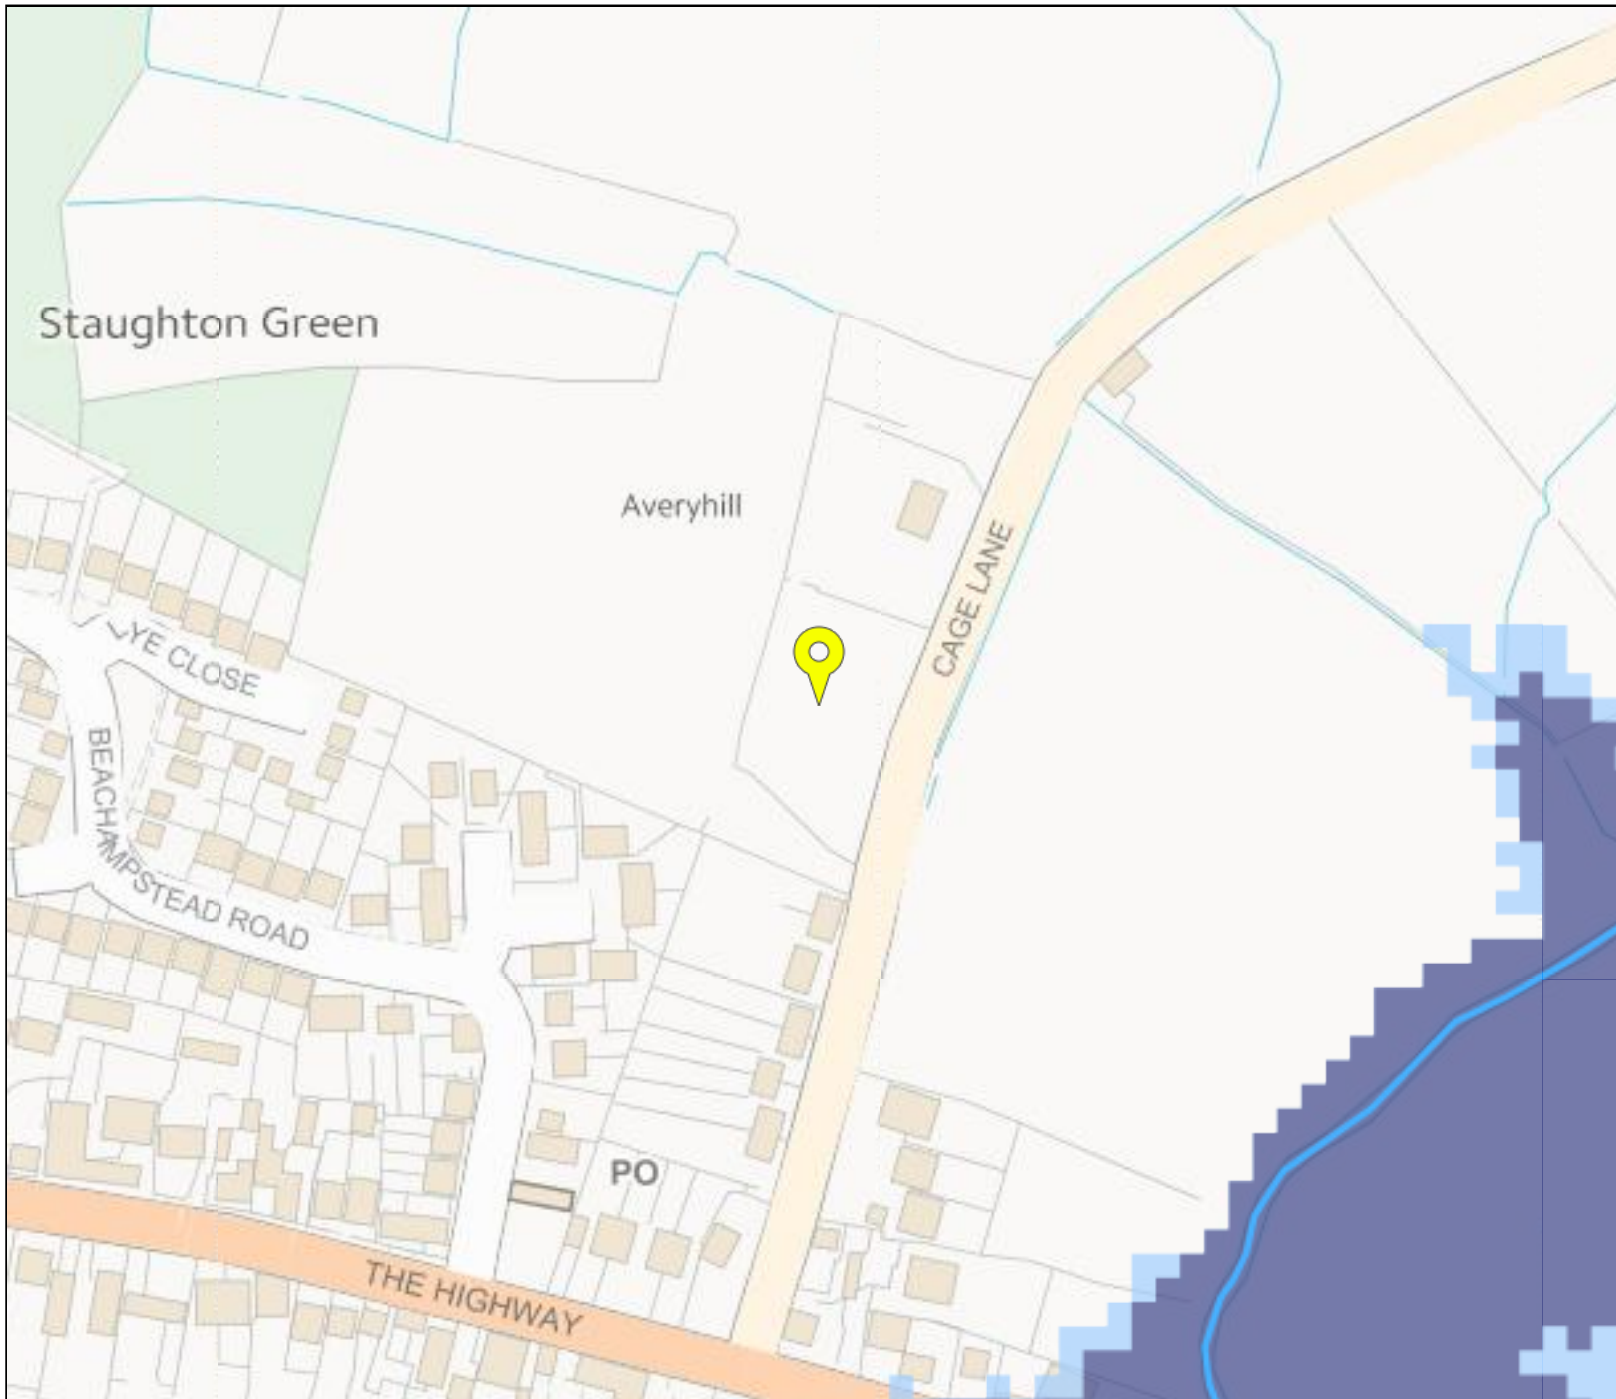 Staughton Green
Averyhill
CAGE LANE
YE CLOSE
BEACHAMPSTEAD ROAD
PO
THE HIGHWAY